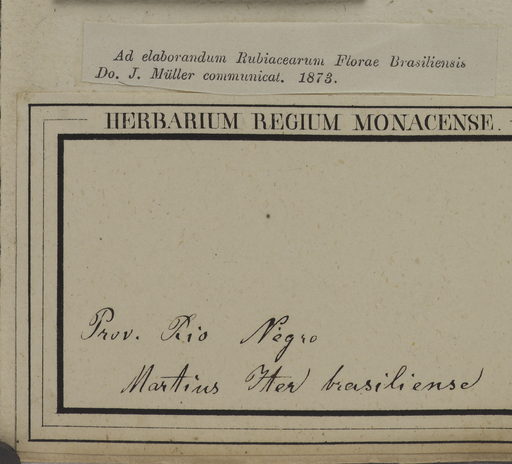 Ad elaborandum Rubiacearum Florae Brasiliensis
Do. J. Müller communicat. 1873.
HERBARIUM REGIUM MONACENSE.
Prov. Rio Negro
Martius Iter brasiliense